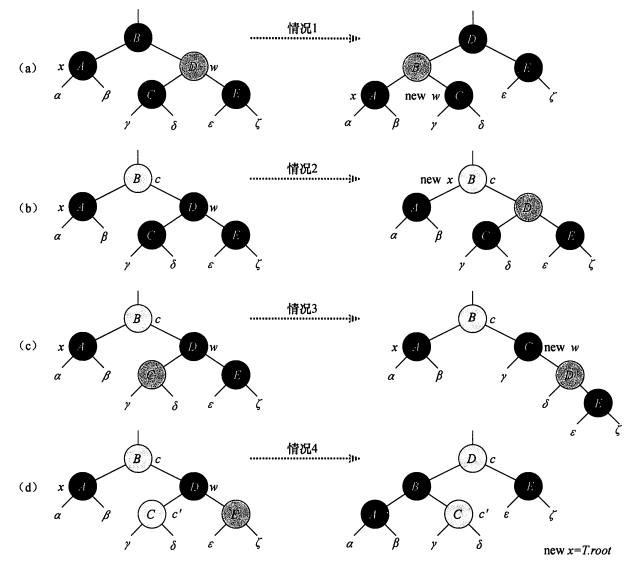 情况1
(a) x A B D w C E α β γ δ ε ζ
x A B D E new w C α β γ δ ε ζ
情况2
(b) x A B c D w C E α β γ δ ε ζ
new x B c A D C E α β γ δ ε ζ
情况3
(c) x A B c D w C E α β γ δ ε ζ
x A B c C new w D E α β γ δ ε ζ
情况4
(d) x A B c D w C c′ E α β γ δ ε ζ
D c B E A C c′ α β γ δ ε ζ
new x=T.root